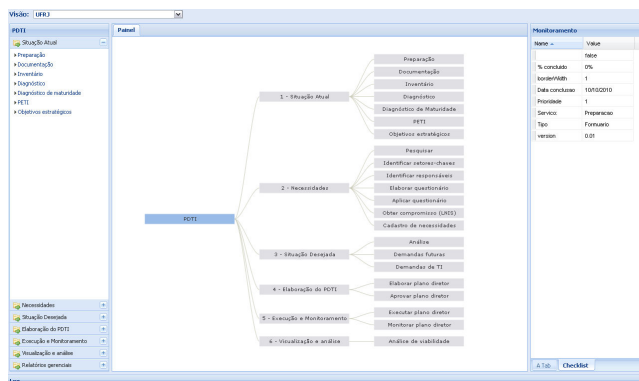 Visão: UFRJ
PDTI
Situação Atual
Preparação
Documentação
Inventário
Diagnóstico
Diagnóstico de maturidade
PETI
Objetivos estratégicos
Necessidades
Situação Desejada
Elaboração do PDTI
Execução e Monitoramento
Visualização e análise
Relatórios gerenciais
Painel
PDTI
1 - Situação Atual
Preparação
Documentação
Inventário
Diagnóstico
Diagnóstico de Maturidade
PETI
Objetivos estratégicos
2 - Necessidades
Pesquisar
Identificar setores-chaves
Identificar responsáveis
Elaborar questionário
Aplicar questionário
Obter compromisso (LNIS)
Cadastro de necessidades
3 - Situação Desejada
Análise
Demandas futuras
Demandas de TI
4 - Elaboração do PDTI
Elaborar plano diretor
Aprovar plano diretor
5 - Execução e Monitoramento
Executar plano diretor
Monitorar plano diretor
6 - Visualização e análise
Análise de viabilidade
Monitoramento
Name Value
false
% concluido 0%
borderWidth 1
Data conclusao 10/10/2010
Prioridade 1
Servico: Preparacao
Tipo Formuario
version 0.01
A Tab Checklist